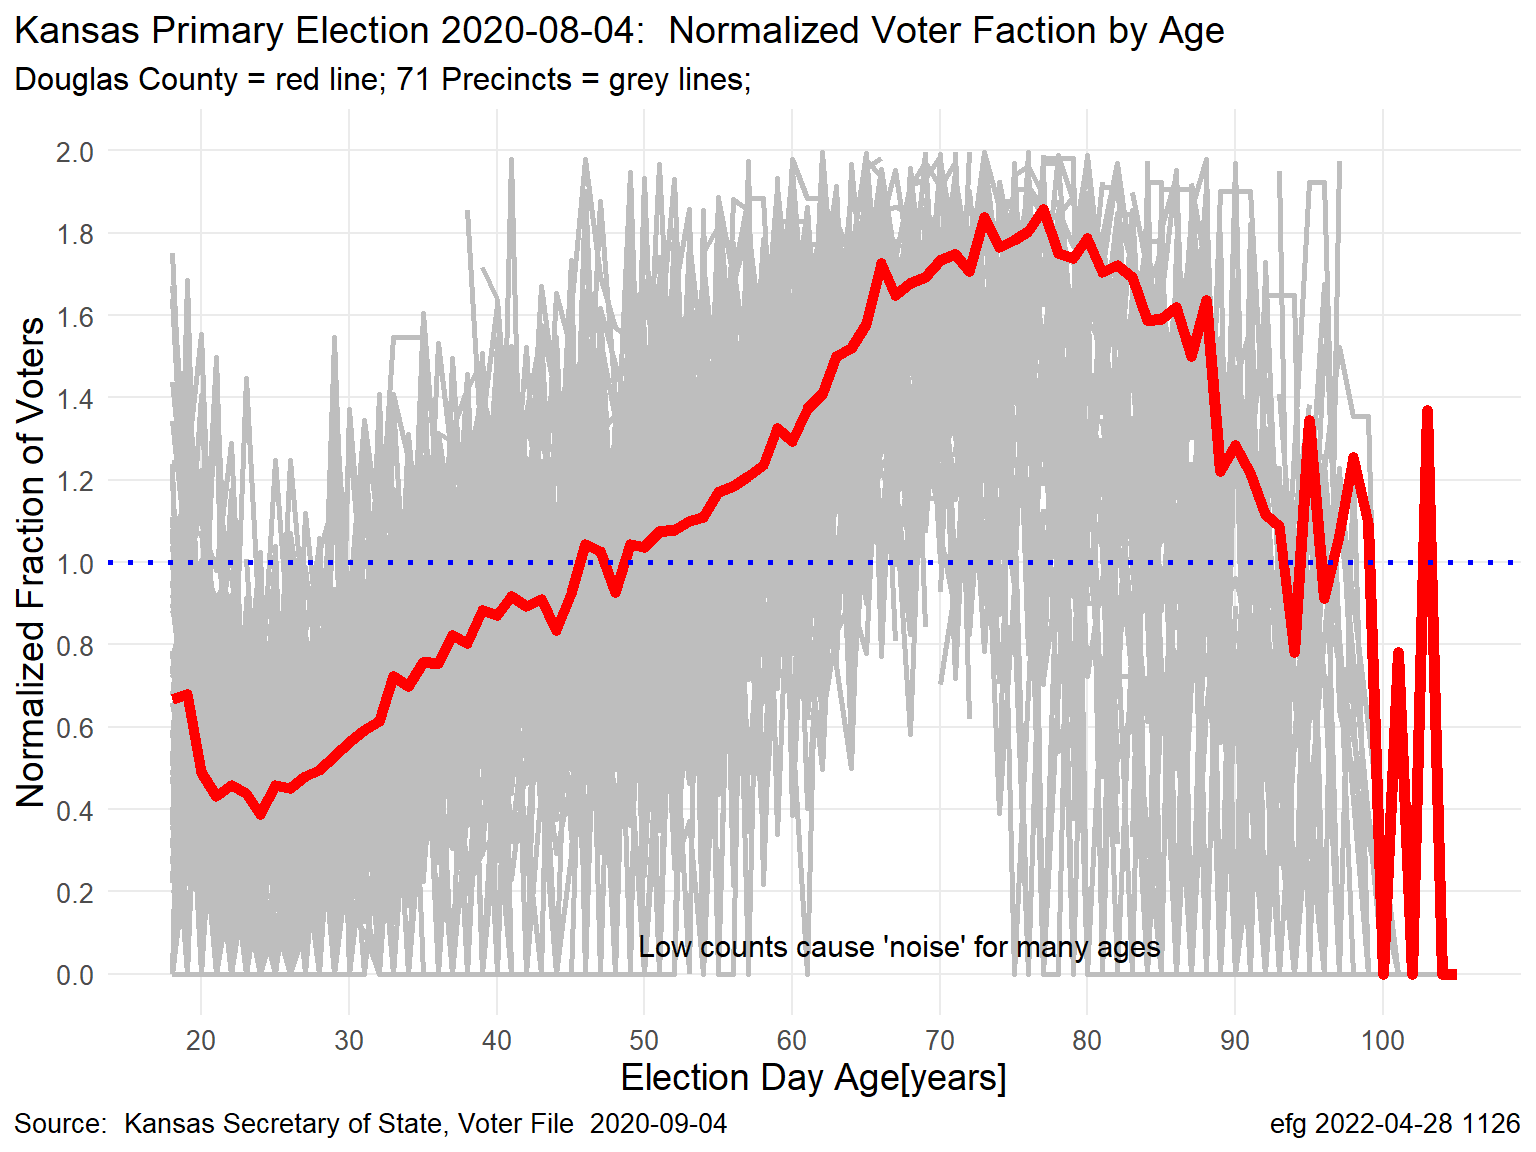 Kansas Primary Election 2020-08-04:  Normalized Voter Faction by Age
Douglas County = red line; 71 Precincts = grey lines;
Normalized Fraction of Voters
2.0
1.8
1.6
1.4
1.2
1.0
0.8
0.6
0.4
0.2
0.0
Low counts cause 'noise' for many ages
20 30 40 50 60 70 80 90 100
Election Day Age[years]
Source:  Kansas Secretary of State, Voter File  2020-09-04
efg 2022-04-28 1126